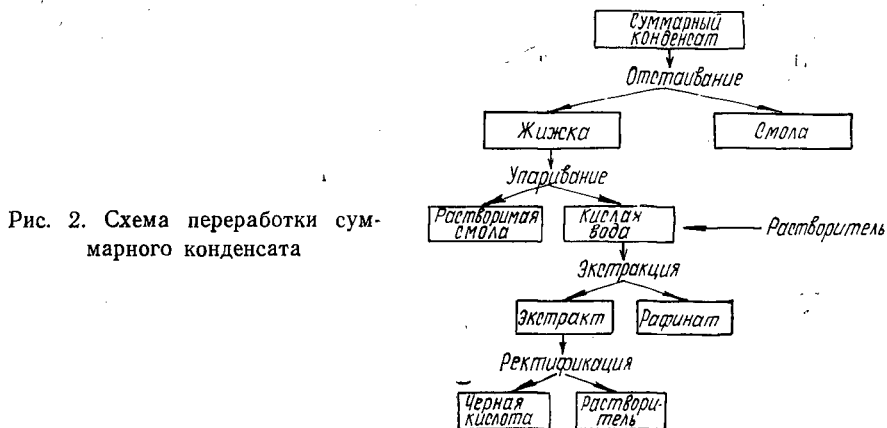 Суммарный
конденсат
Отстаивание
Жижка
Смола
Упаривание
Рис. 2. Схема переработки сум-
марного конденсата
Растворимая
смола
Кислая
вода
Растворитель
Экстракция
Экстракт
Рафинат
Ректификация
Черная
кислота
Раствори-
тель